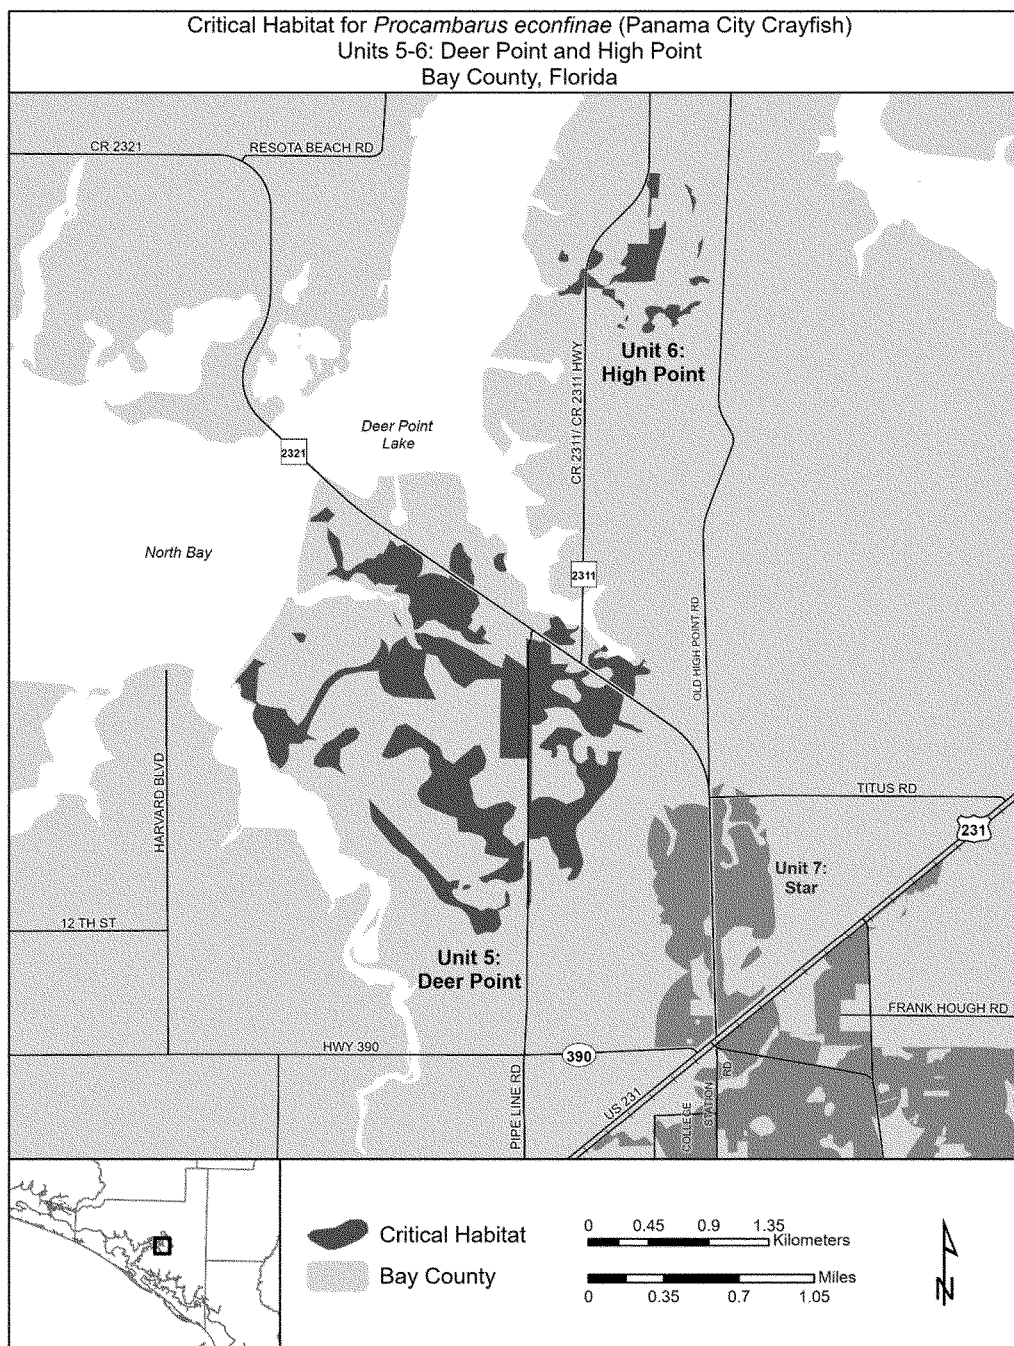 Critical Habitat for Procambarus econfinae (Panama City Crayfish)
Units 5-6: Deer Point and High Point
Bay County, Florida
CR 2321
RESOTA BEACH RD
Unit 6:
High Point
CR 2311/ CR 2311/ HWY
Deer Point
Lake
2321
North Bay
2311
OLD HIGH POINT RD
HARVARD BLVD
TITUS RD
231
Unit 7:
Star
12 TH ST
Unit 5:
Deer Point
FRANK HOUGH RD
HWY 390
390
PIPE LINE RD
US 231
COLLEGE
STATION
RD
Critical Habitat
Bay County
0 0.45 0.9 1.35
Kilometers
Miles
0 0.35 0.7 1.05
N